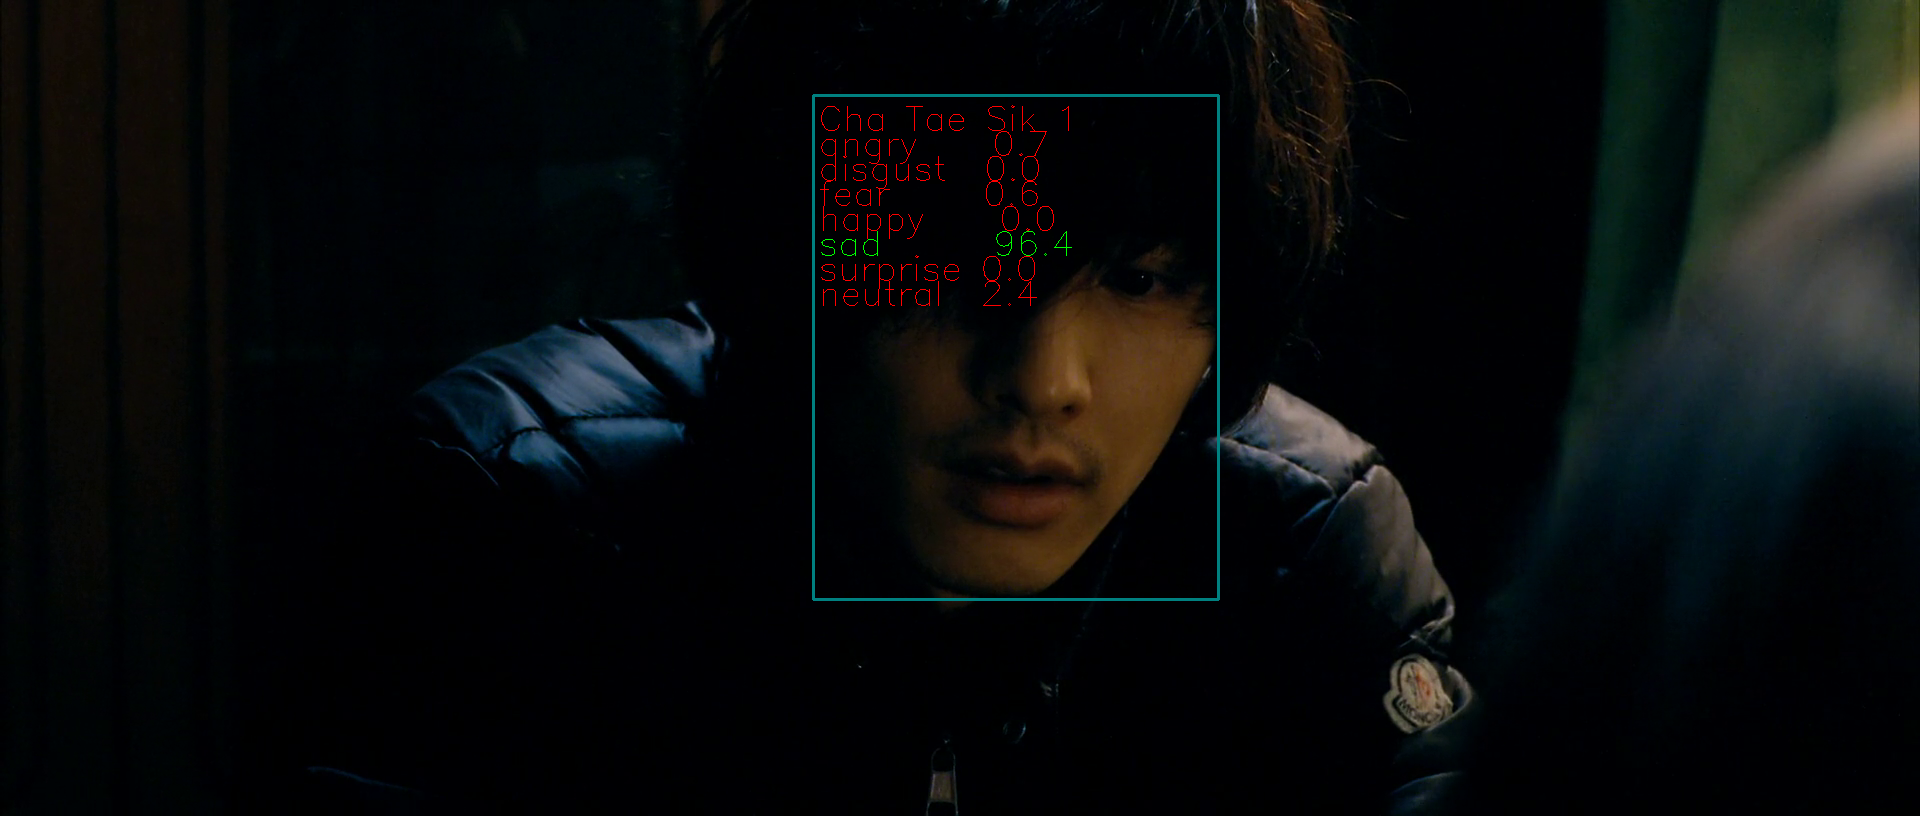 Cha Tae Sik 1
angry 0.7
disgust 0.0
fear 0.6
happy 0.0
sad 96.4
surprise 0.0
neutral 2.4